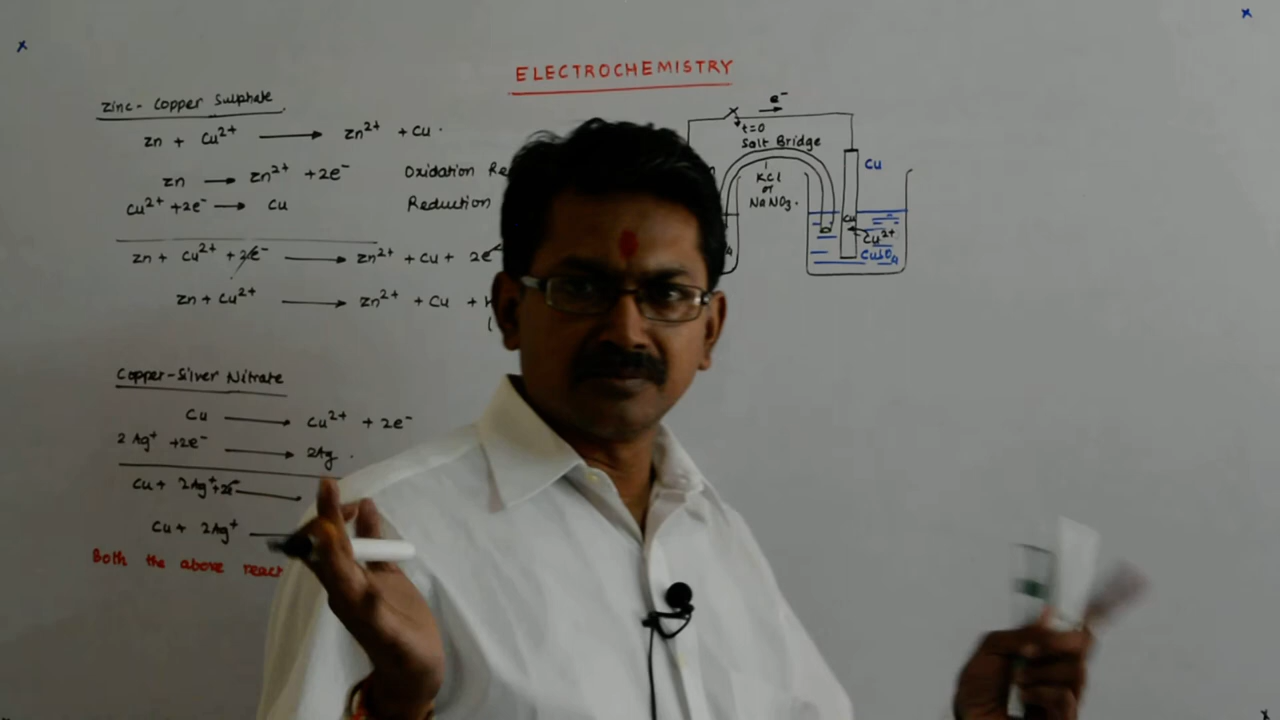 ELECTROCHEMISTRY
Zinc-Copper Sulphate
Zn + Cu²⁺ ⟶ Zn²⁺ + Cu.
Zn ⟶ Zn²⁺ + 2e⁻ Oxidation
Cu²⁺ + 2e⁻ ⟶ Cu Reduction
Zn + Cu²⁺ + 2e⁻ ⟶ Zn²⁺ + Cu + 2e
Zn + Cu²⁺ ⟶ Zn²⁺ + Cu +
Copper-Silver Nitrate
Cu ⟶ Cu²⁺ + 2e⁻
2Ag⁺ + 2e⁻ ⟶ 2Ag.
Cu + 2Ag⁺ + 2e⁻ ⟶
Cu + 2Ag⁺
Both the above react
e⁻
t=0
Salt Bridge
KCl
or
NaNO₃.
Cu
Cu
Cu²⁺
CuSO₄